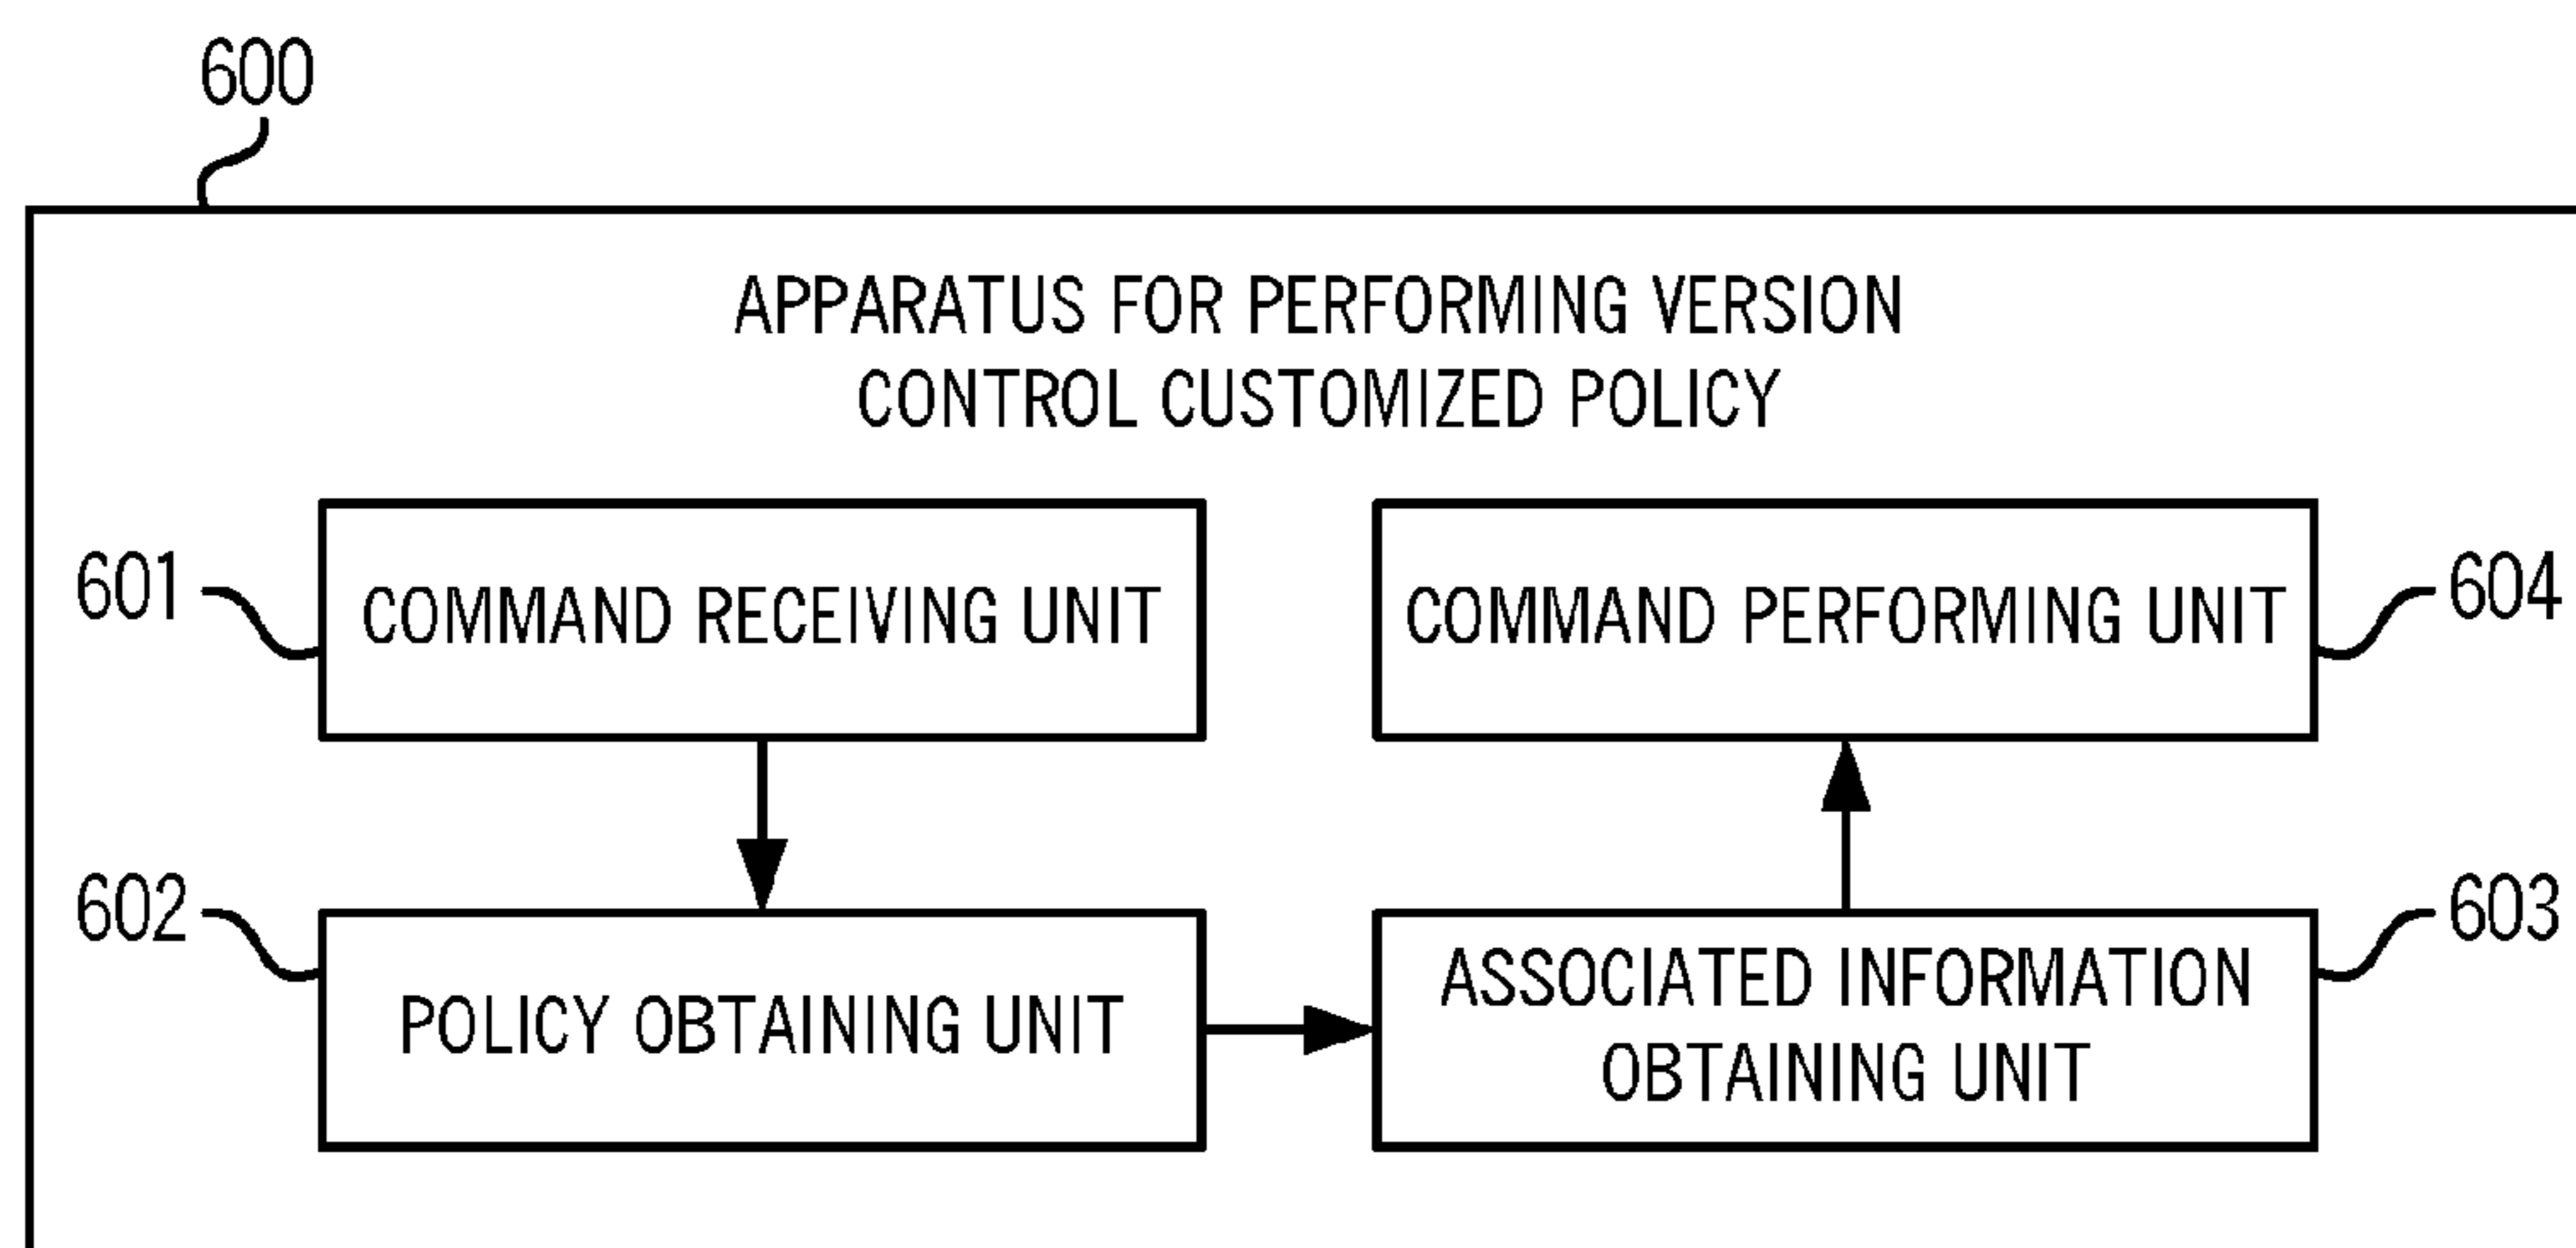 600
APPARATUS FOR PERFORMING VERSION
CONTROL CUSTOMIZED POLICY
601
COMMAND RECEIVING UNIT
COMMAND PERFORMING UNIT
604
602
POLICY OBTAINING UNIT
ASSOCIATED INFORMATION
OBTAINING UNIT
603